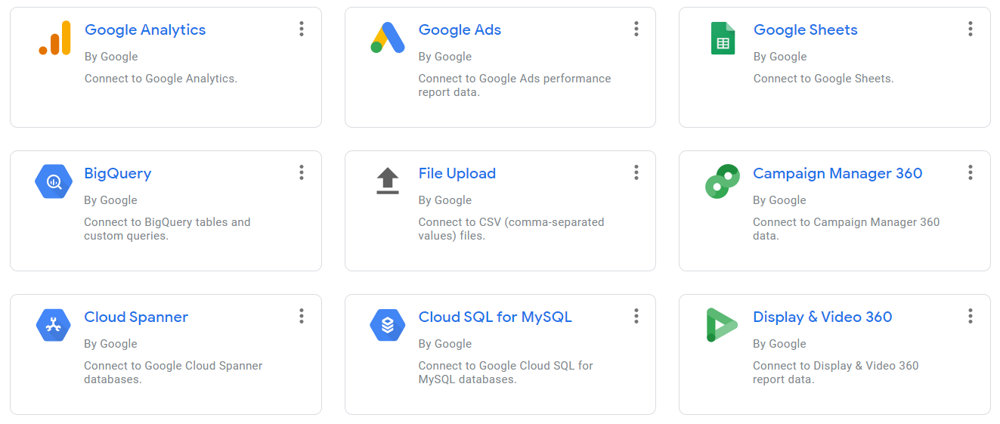 Google Analytics
By Google
Connect to Google Analytics.
Google Ads
By Google
Connect to Google Ads performance
report data.
Google Sheets
By Google
Connect to Google Sheets.
BigQuery
By Google
Connect to BigQuery tables and
custom queries.
File Upload
By Google
Connect to CSV (comma-separated
values) files.
Campaign Manager 360
By Google
Connect to Campaign Manager 360
data.
Cloud Spanner
By Google
Connect to Google Cloud Spanner
databases.
Cloud SQL for MySQL
By Google
Connect to Google Cloud SQL for
MySQL databases.
Display & Video 360
By Google
Connect to Display & Video 360
report data.